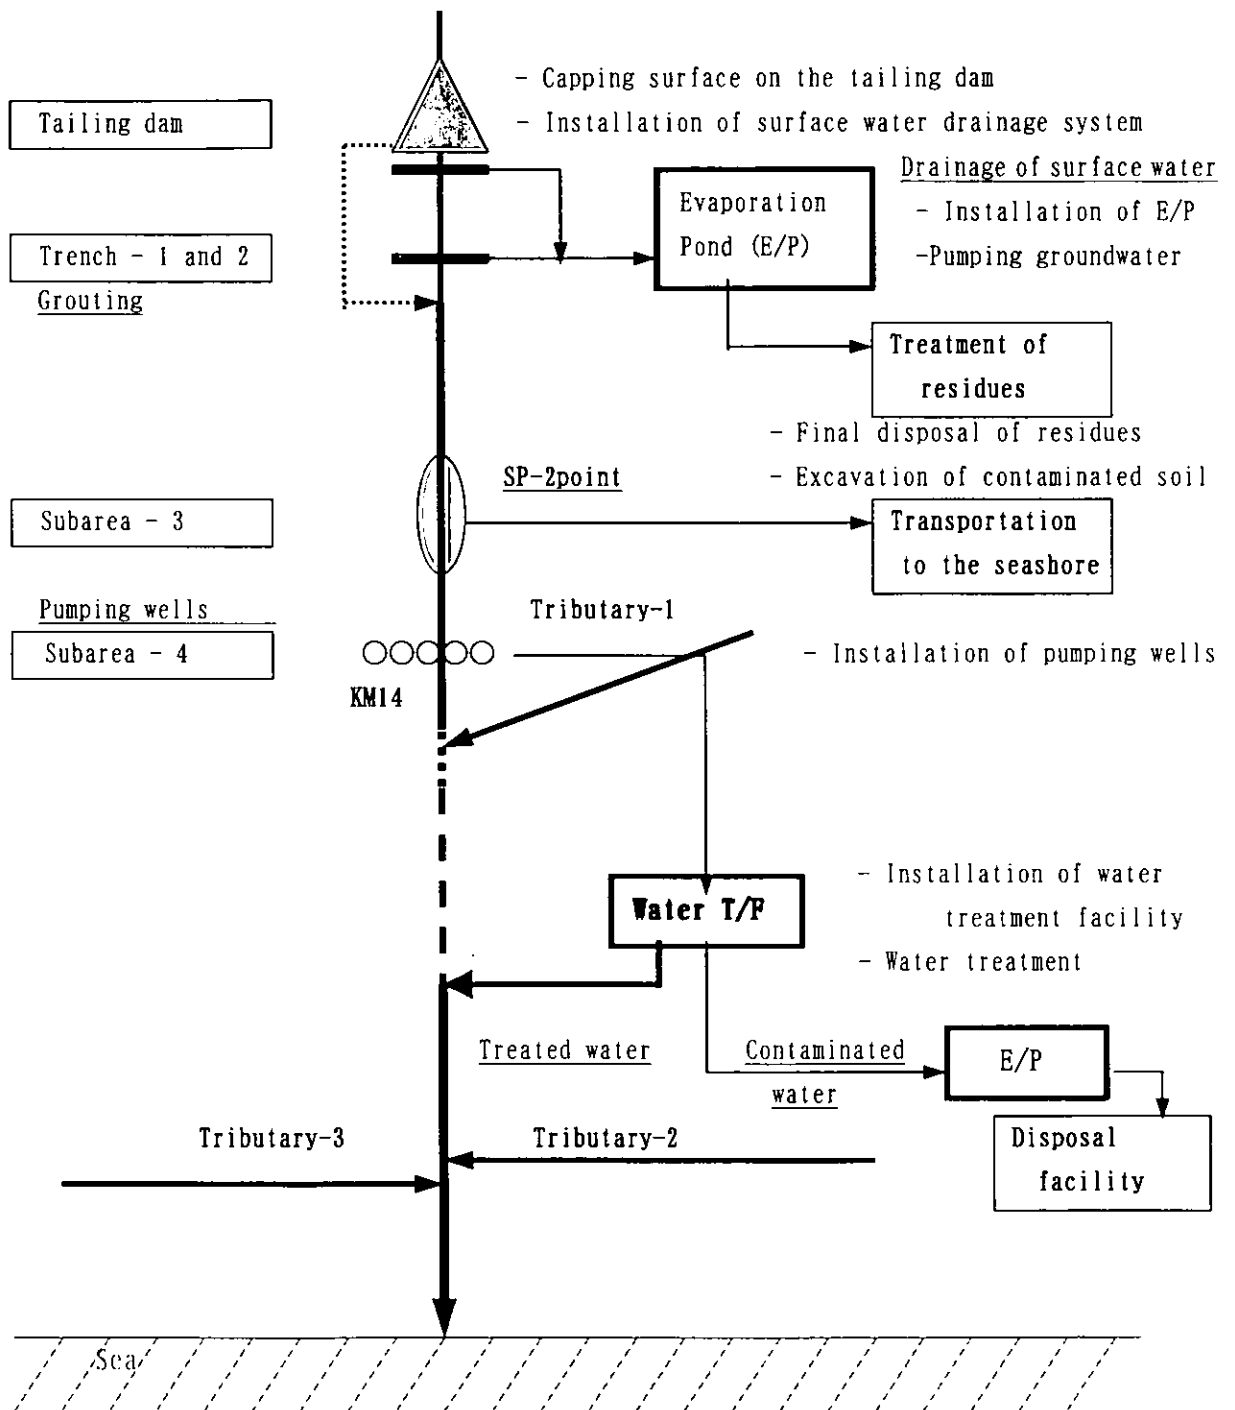 - Capping surface on the tailing dam
Tailing dam
- Installation of surface water drainage system
Drainage of surface water
Evaporation
Pond (E/P)
- Installation of E/P
-Pumping groundwater
Trench - 1 and 2
Grouting
Treatment of
residues
- Final disposal of residues
SP-2point
- Excavation of contaminated soil
Subarea - 3
Transportation
to the seashore
Pumping wells
Tributary-1
Subarea - 4
- Installation of pumping wells
KM14
Water T/F
- Installation of water
treatment facility
- Water treatment
Treated water
Contaminated
water
E/P
Tributary-3
Tributary-2
Disposal
facility
Sea